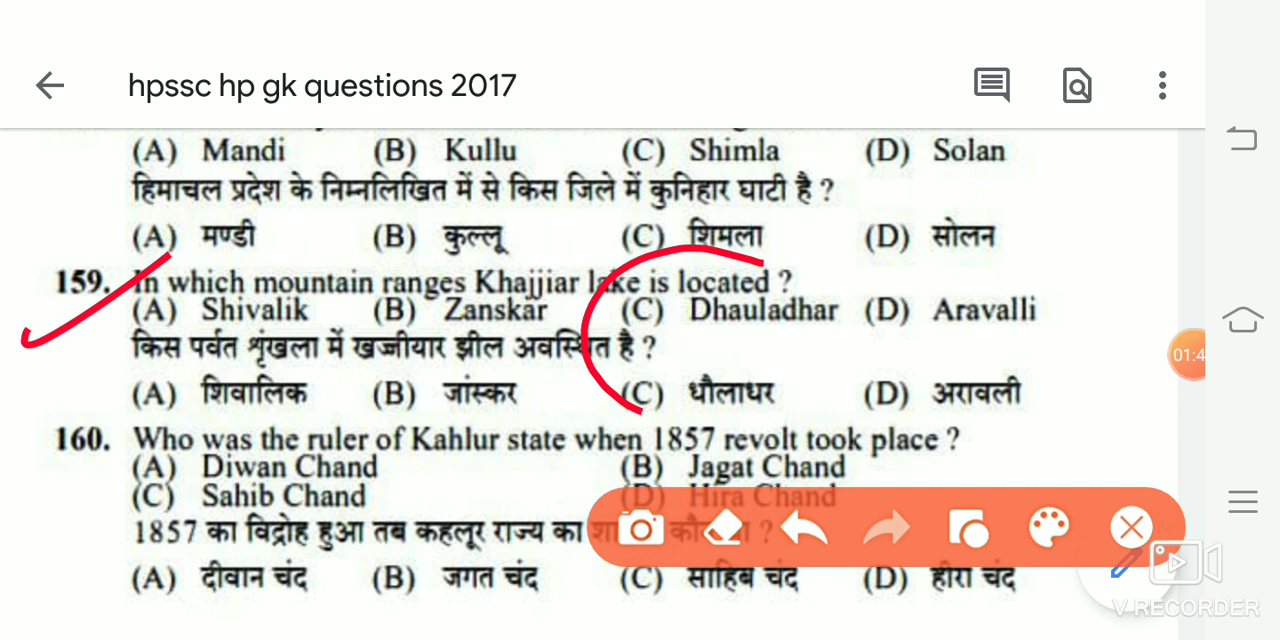 hpssc hp gk questions 2017
(A) Mandi (B) Kullu (C) Shimla (D) Solan
हिमाचल प्रदेश के निम्नलिखित में से किस जिले में कुनिहार घाटी है ?
(A) मण्डी (B) कुल्लू (C) शिमला (D) सोलन
159. In which mountain ranges Khajjiar lake is located ?
(A) Shivalik (B) Zanskar (C) Dhauladhar (D) Aravalli
किस पर्वत शृंखला में खज्जीयार झील अवस्थित है ?
(A) शिवालिक (B) जांस्कर (C) धौलाधर (D) अरावली
160. Who was the ruler of Kahlur state when 1857 revolt took place ?
(A) Diwan Chand (B) Jagat Chand
(C) Sahib Chand (D) Hira Chand
1857 का विद्रोह हुआ तब कहलूर राज्य का ?
(A) दीवान चंद (B) जगत चंद (C) साहिब चंद (D) हीरा चंद
01:4
V RECORDER